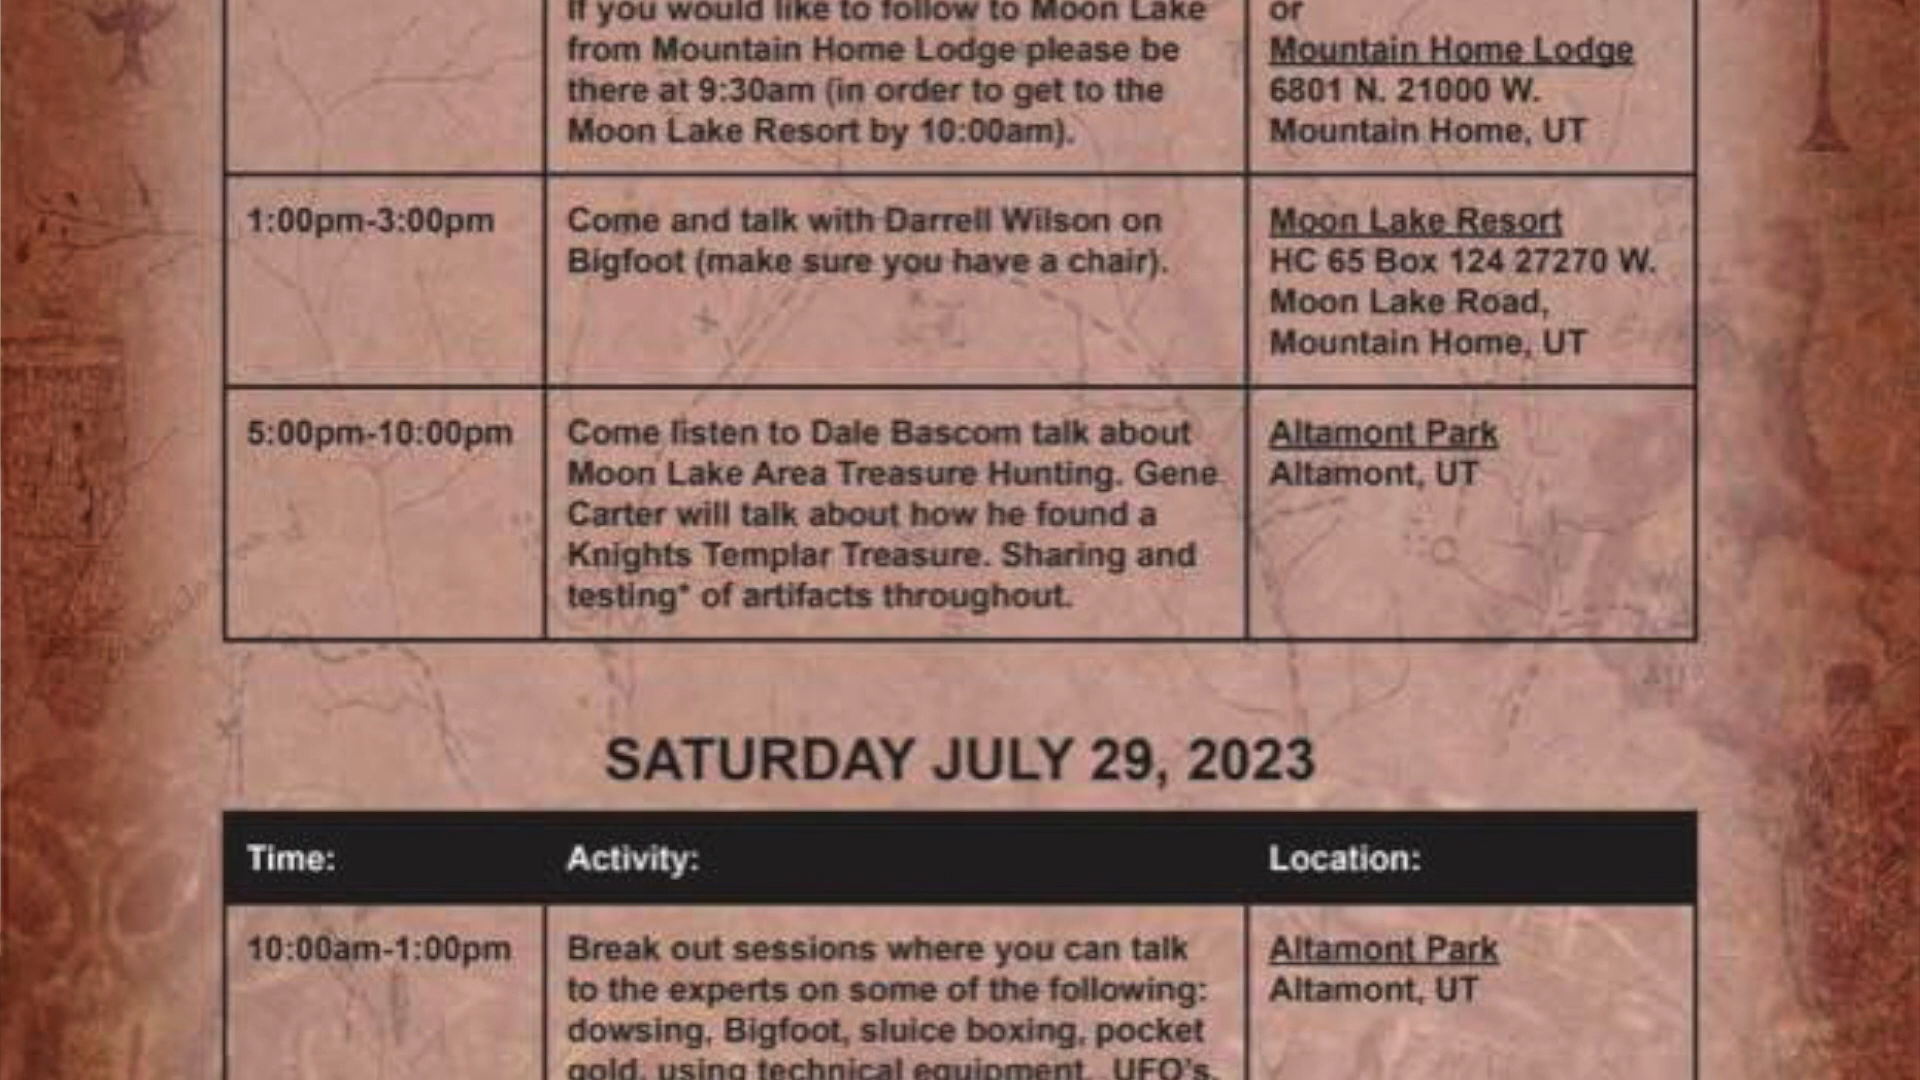 If you would like to follow to Moon Lake
from Mountain Home Lodge please be
there at 9:30am (in order to get to the
Moon Lake Resort by 10:00am).
or
Mountain Home Lodge
6801 N. 21000 W.
Mountain Home, UT
1:00pm-3:00pm
Come and talk with Darrell Wilson on
Bigfoot (make sure you have a chair).
Moon Lake Resort
HC 65 Box 124 27270 W.
Moon Lake Road,
Mountain Home, UT
5:00pm-10:00pm
Come listen to Dale Bascom talk about
Moon Lake Area Treasure Hunting. Gene
Carter will talk about how he found a
Knights Templar Treasure. Sharing and
testing* of artifacts throughout.
Altamont Park
Altamont, UT
SATURDAY JULY 29, 2023
Time:
Activity:
Location:
10:00am-1:00pm
Break out sessions where you can talk
to the experts on some of the following:
dowsing, Bigfoot, sluice boxing, pocket
gold, using technical equipment, UFO's,
Altamont Park
Altamont, UT